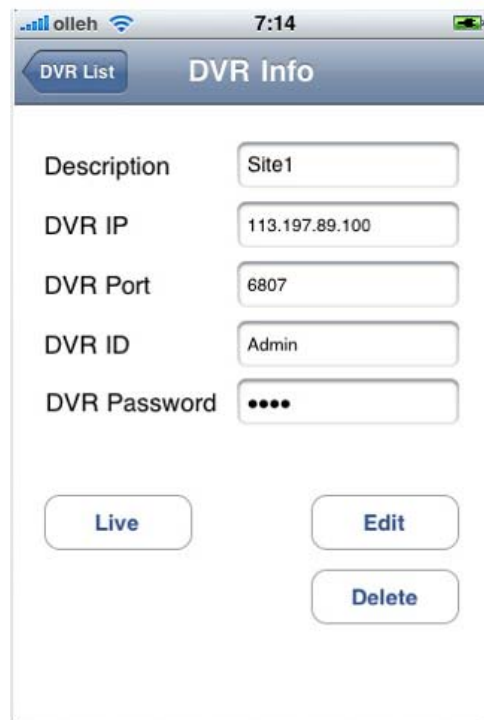 olleh 7:14
DVR List DVR Info
Description Site1
DVR IP 113.197.89.100
DVR Port 6807
DVR ID Admin
DVR Password ••••
Live Edit
Delete